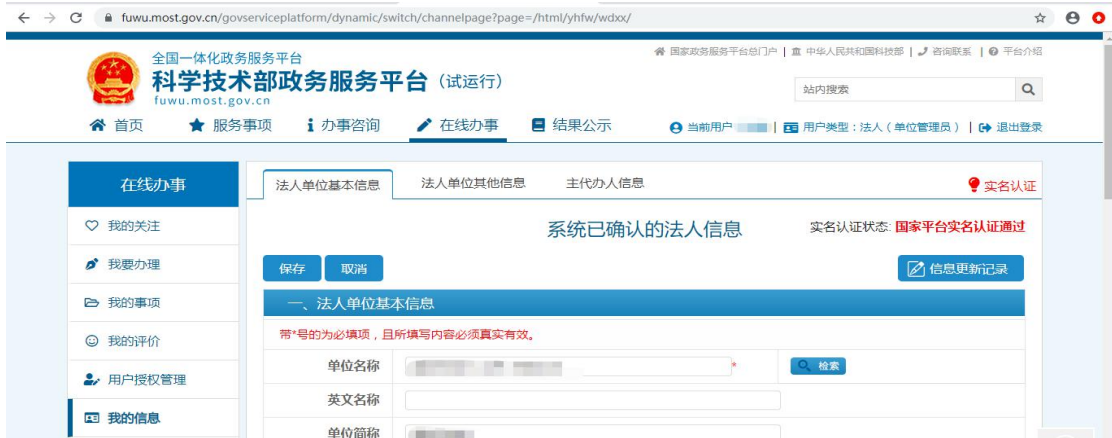 fuwu.most.gov.cn/govserviceplatform/dynamic/switch/channelpage?page=/html/yhfw/wdxx/
国家政务服务平台总门户 | 中华人民共和国科技部 | 咨询联系 | 平台介绍
全国一体化政务服务平台
科学技术部政务服务平台（试运行）
fuwu.most.gov.cn
站内搜索
首页 服务事项 办事咨询 在线办事 结果公示
当前用户 | 用户类型：法人（单位管理员） | 退出登录
在线办事
我的关注
我要办理
我的事项
我的评价
用户授权管理
我的信息
法人单位基本信息 法人单位其他信息 主代办人信息 实名认证
系统已确认的法人信息 实名认证状态: 国家平台实名认证通过
保存 取消 信息更新记录
一、法人单位基本信息
带*号的为必填项，且所填写内容必须真实有效。
单位名称 * 检索
英文名称
单位简称